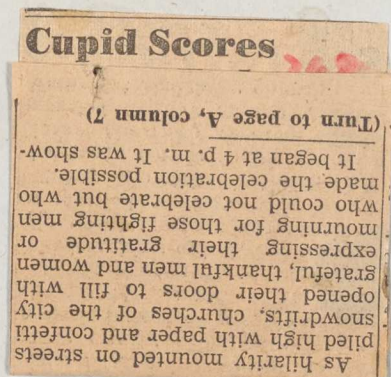 Cupid Scores
As hilarity mounted on streets
piled high with paper and confetti
snowdrifts, churches of the city
opened their doors to fill with
grateful, thankful men and women
expressing their gratitude or
mourning for those fighting men
who could not celebrate but who
made the celebration possible.
It began at 4 p. m. It was show-
(Turn to page A, column 7)